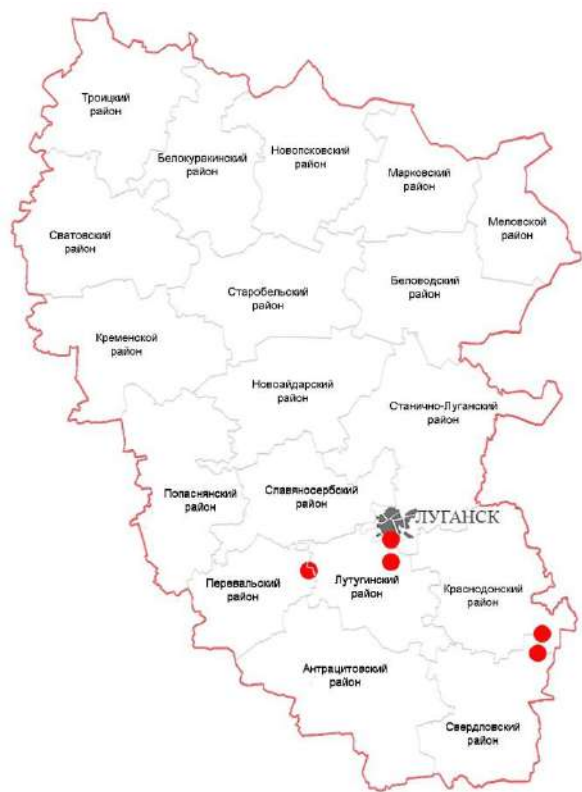 Троицкий
район
Белокуракинский
район
Новопсковский
район
Марковский
район
Меловской
район
Сватовский
район
Старобельский
район
Беловодский
район
Кременской
район
Новоайдарский
район
Станично-Луганский
район
Попаснянский
район
Славяносербский
район
ЛУГАНСК
Перевальский
район
Лутугинский
район
Краснодонский
район
Антрацитовский
район
Свердловский
район